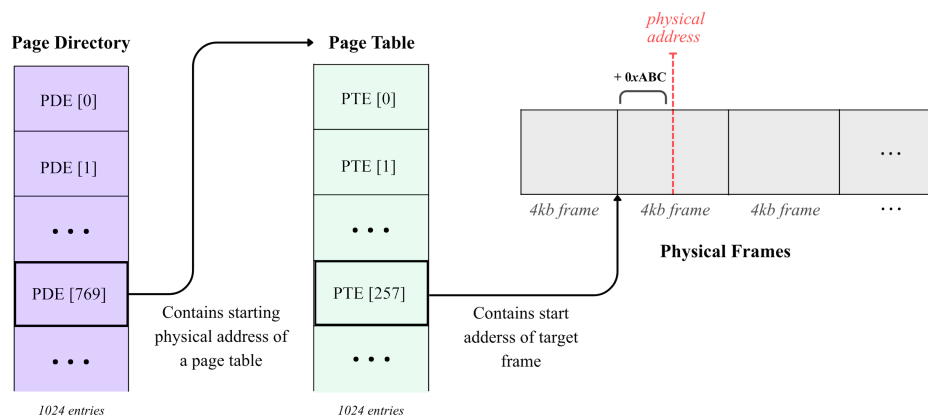 Page Directory
PDE [0]
PDE [1]
• • •
PDE [769]
• • •
1024 entries
Contains starting
physical address of
a page table
Page Table
PTE [0]
PTE [1]
• • •
PTE [257]
• • •
1024 entries
Contains start
aderss of target
frame
physical
address
+ 0xABC
• • •
4kb frame
4kb frame
4kb frame
• • •
Physical Frames